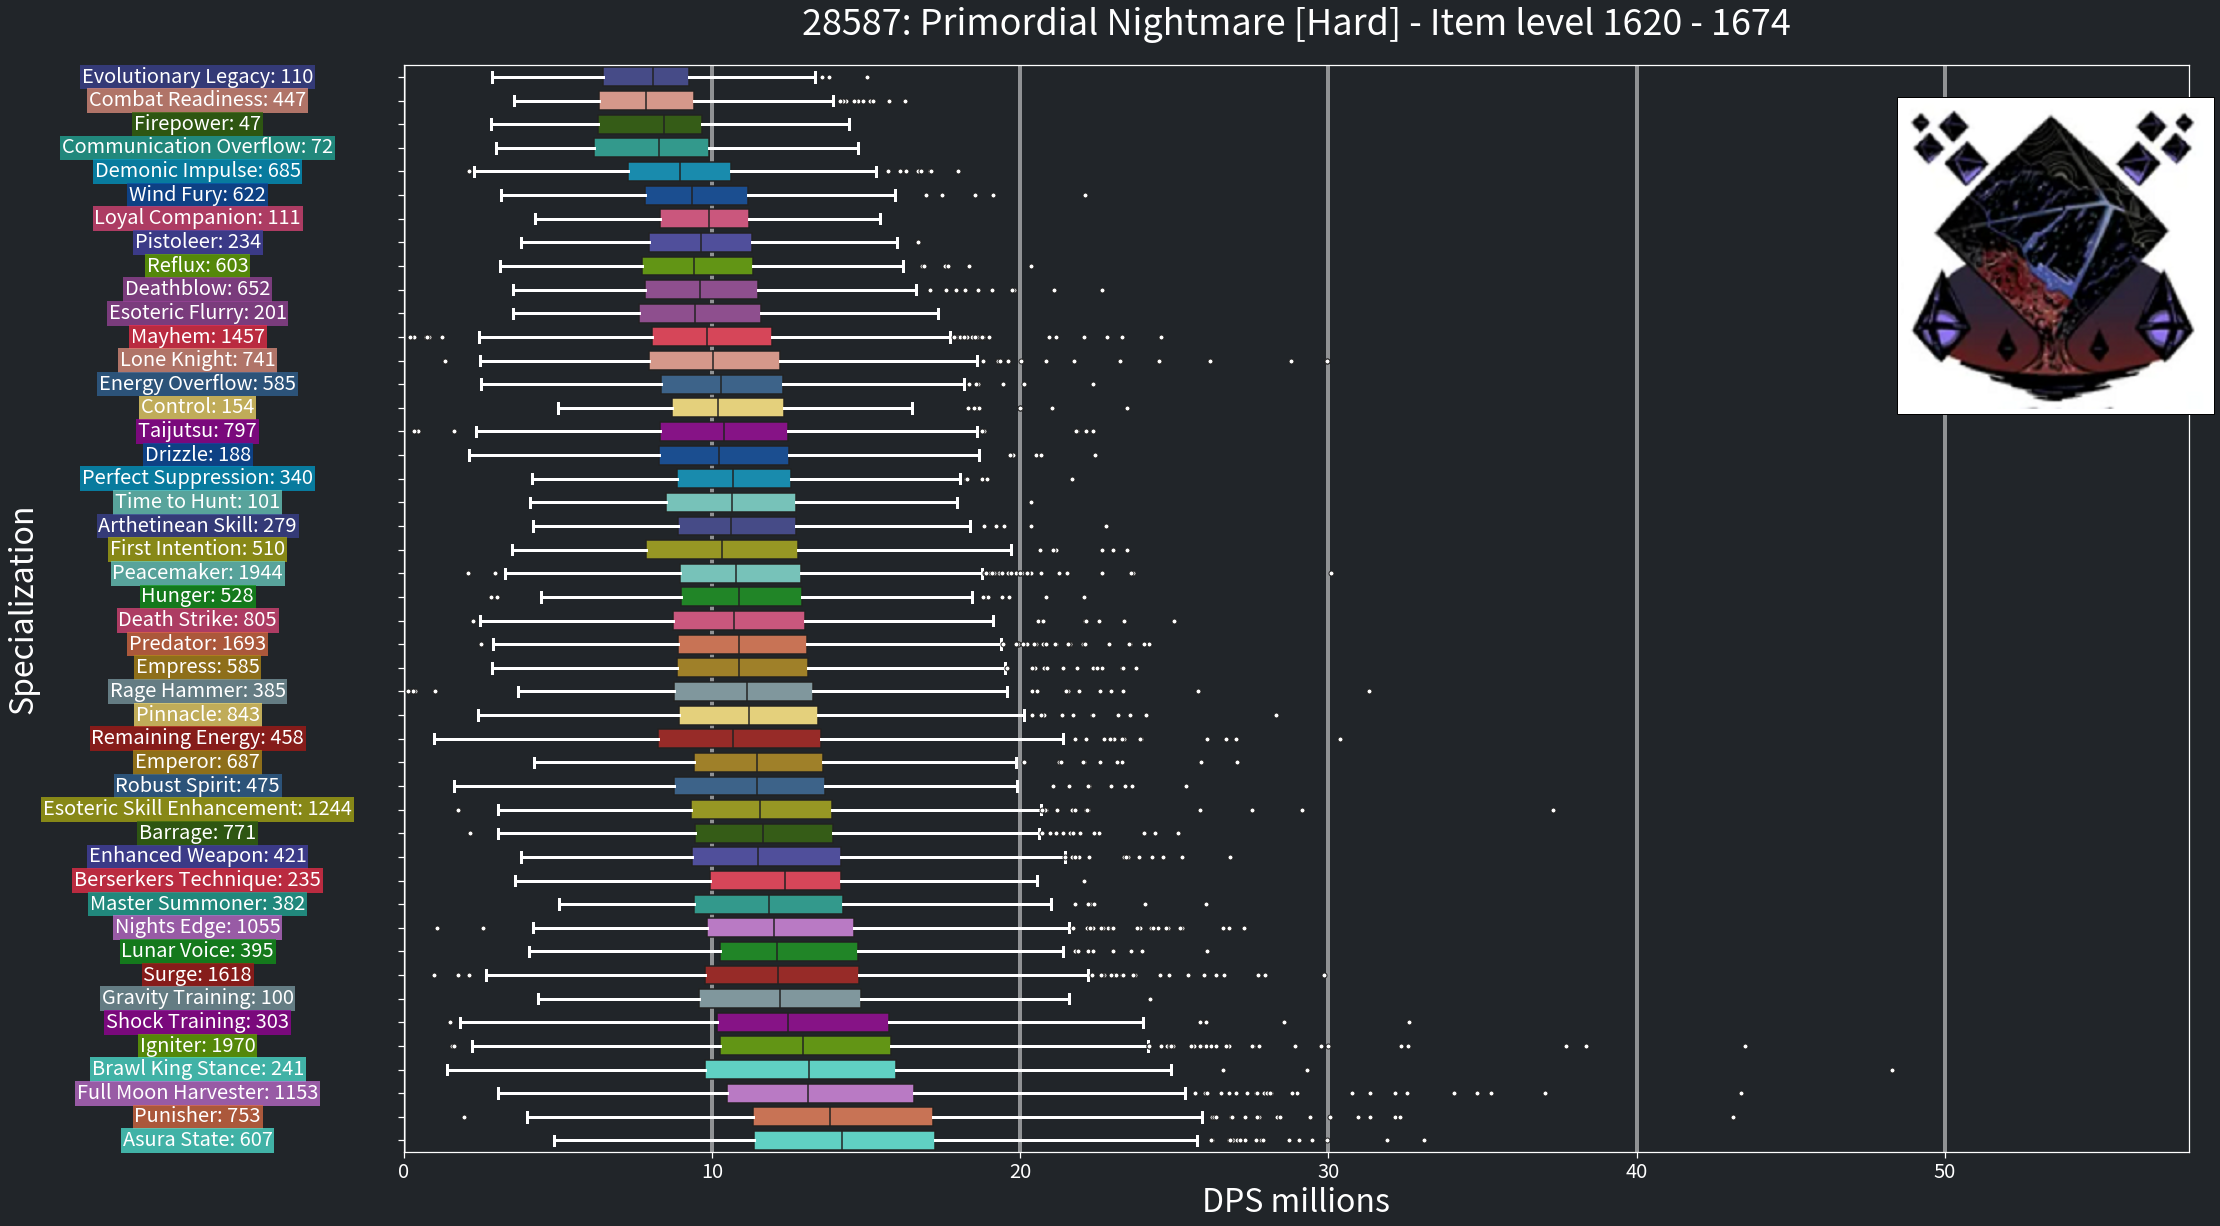 28587: Primordial Nightmare [Hard] - Item level 1620 - 1674
Specialization
Evolutionary Legacy: 110
Combat Readiness: 447
Firepower: 47
Communication Overflow: 72
Demonic Impulse: 685
Wind Fury: 622
Loyal Companion: 111
Pistoleer: 234
Reflux: 603
Deathblow: 652
Esoteric Flurry: 201
Mayhem: 1457
Lone Knight: 741
Energy Overflow: 585
Control: 154
Taijutsu: 797
Drizzle: 188
Perfect Suppression: 340
Time to Hunt: 101
Arthetinean Skill: 279
First Intention: 510
Peacemaker: 1944
Hunger: 528
Death Strike: 805
Predator: 1693
Empress: 585
Rage Hammer: 385
Pinnacle: 843
Remaining Energy: 458
Emperor: 687
Robust Spirit: 475
Esoteric Skill Enhancement: 1244
Barrage: 771
Enhanced Weapon: 421
Berserkers Technique: 235
Master Summoner: 382
Nights Edge: 1055
Lunar Voice: 395
Surge: 1618
Gravity Training: 100
Shock Training: 303
Igniter: 1970
Brawl King Stance: 241
Full Moon Harvester: 1153
Punisher: 753
Asura State: 607
0 10 20 30 40 50
DPS millions